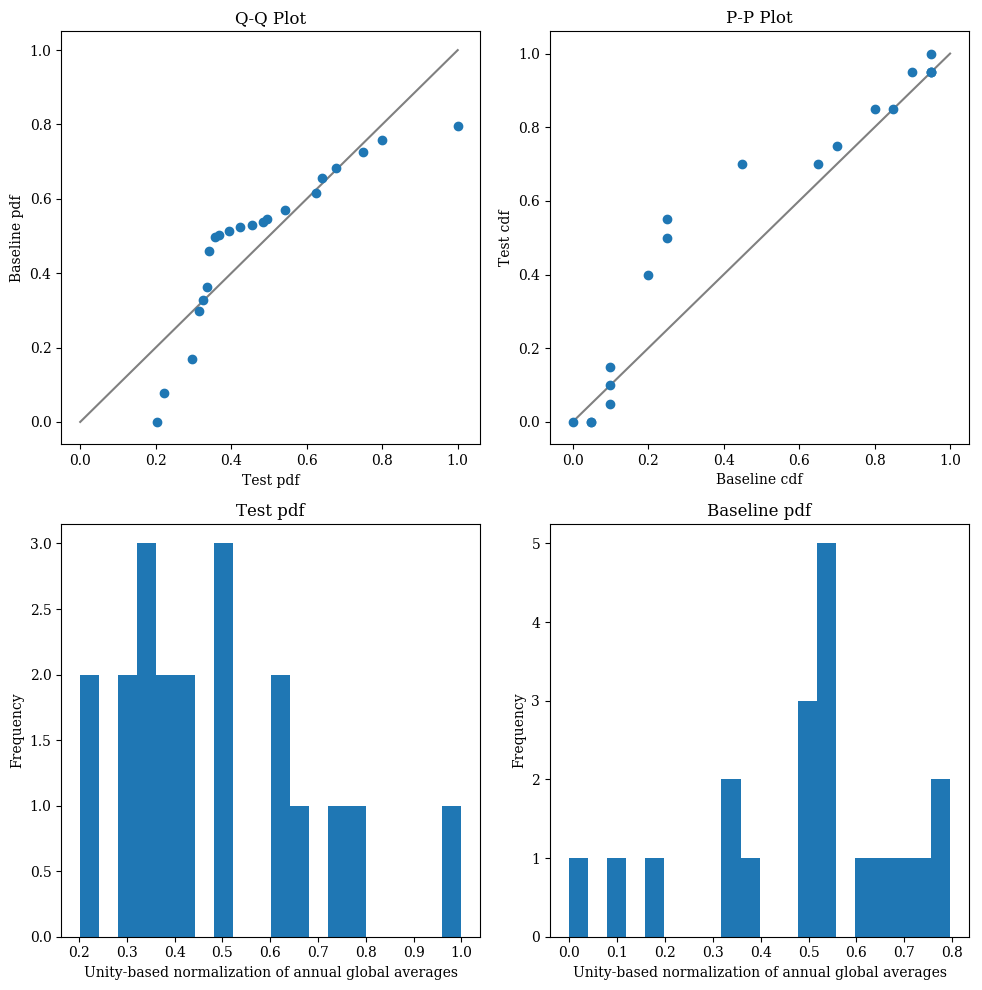 Q-Q Plot
1.0
0.8
0.6
0.4
0.2
0.0
Baseline pdf
0.0 0.2 0.4 0.6 0.8 1.0
Test pdf
P-P Plot
1.0
0.8
0.6
0.4
0.2
0.0
Test cdf
0.0 0.2 0.4 0.6 0.8 1.0
Baseline cdf
Test pdf
3.0
2.5
2.0
1.5
1.0
0.5
0.0
Frequency
0.2 0.3 0.4 0.5 0.6 0.7 0.8 0.9 1.0
Unity-based normalization of annual global averages
Baseline pdf
5
4
3
2
1
0
Frequency
0.0 0.1 0.2 0.3 0.4 0.5 0.6 0.7 0.8
Unity-based normalization of annual global averages